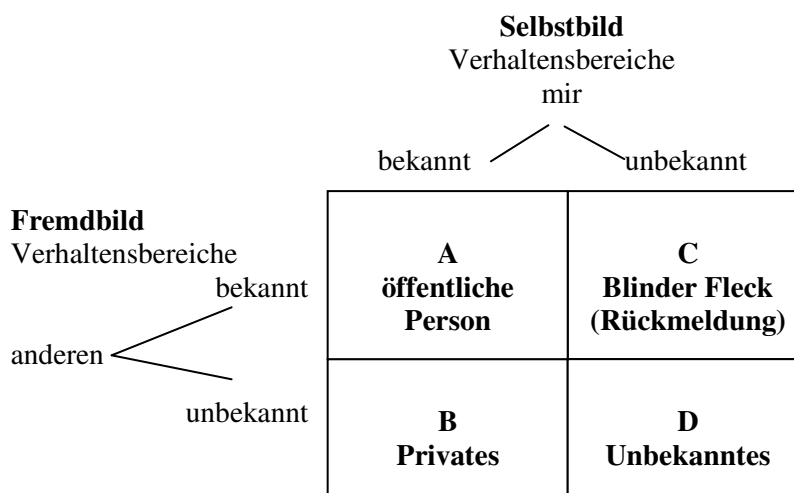 Selbstbild
Verhaltensbereiche
mir
bekannt unbekannt
Fremdbild
Verhaltensbereiche
bekannt
anderen
unbekannt
A
öffentliche
Person
C
Blinder Fleck
(Rückmeldung)
B
Privates
D
Unbekanntes